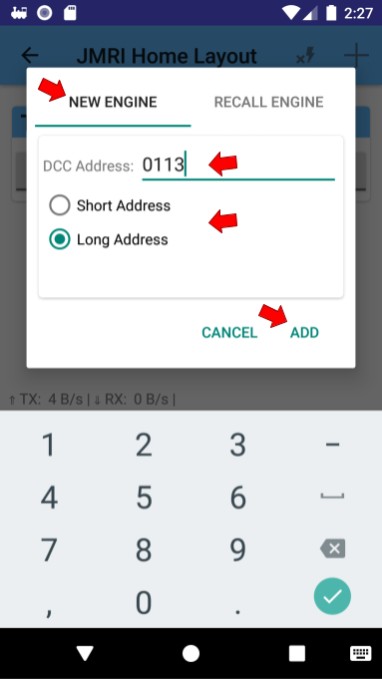 2:27
JMRI Home Layout
NEW ENGINE
RECALL ENGINE
DCC Address: 0113
Short Address
Long Address
CANCEL
ADD
⇑ TX: 4 B/s | ⇓ RX: 0 B/s |
1 2 3 –
4 5 6
7 8 9
, 0 .